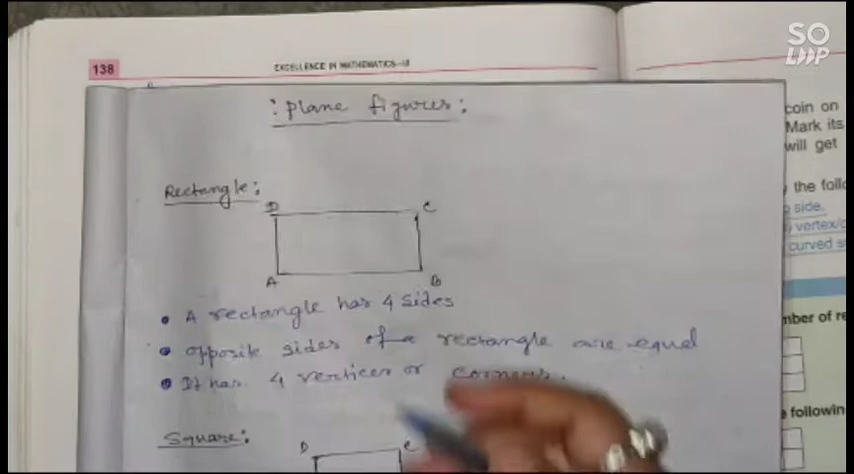 SO
LOOP
138
EXCELLENCE IN MATHEMATICS-III
: Plane figures :
Rectangle :
D C
A B
• A rectangle has 4 sides
• opposite sides of a rectangle are equal
• It has 4 vertices or corners.
Square :
D C
coin on
Mark its
will get
the follo
side.
vertex/c
curved s
mber of re
followin